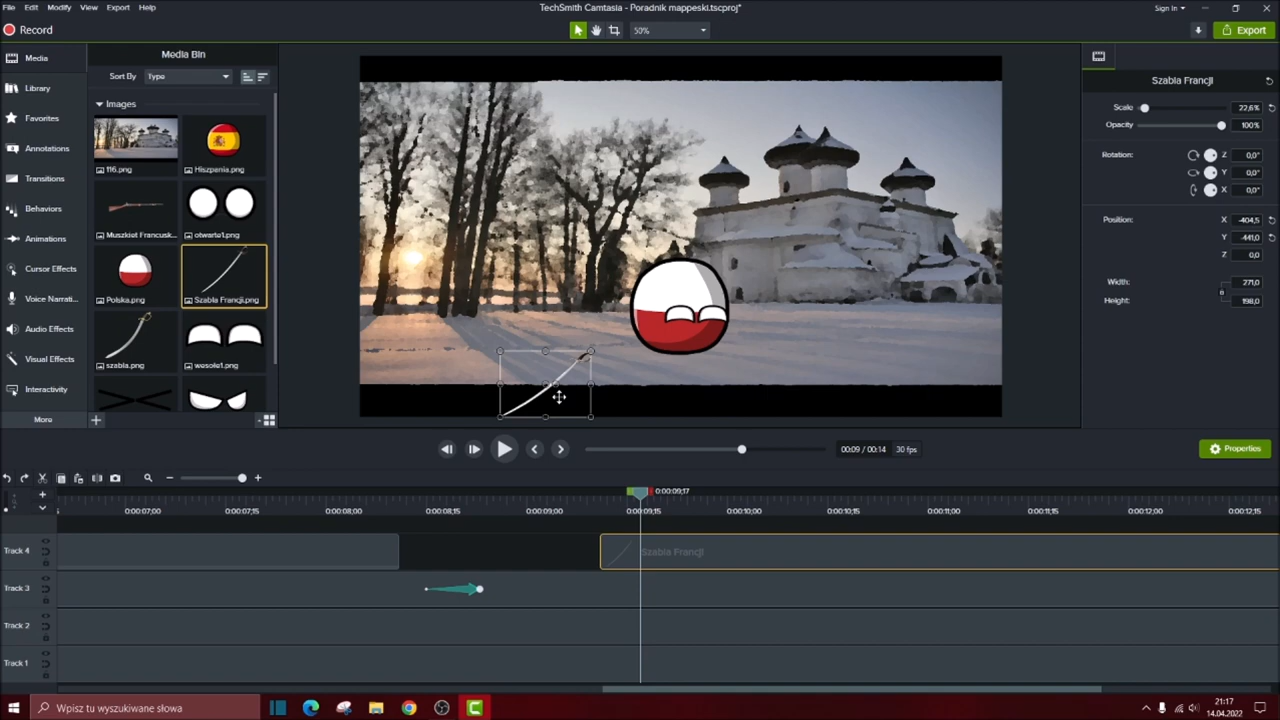 File Edit Modify View Export Help TechSmith Camtasia - Poradnik mappeski.tscproj* Sign In
Record 50% Export
Media
Library
Favorites
Annotations
Transitions
Behaviors
Animations
Cursor Effects
Voice Narrati...
Audio Effects
Visual Effects
Interactivity
More
Media Bin
Sort By Type
Images
116.png Hiszpania.png
Muszkiet Francusk... otwarte1.png
Polska.png Szabla Francji.png
szabla.png wesole1.png
Szabla Francji
Scale 22,6%
Opacity 100%
Rotation: Z 0,0°
Y 0,0°
X 0,0°
Position: X -404,5
Y -441,0
Z 0,0
Width: 271,0
Height: 198,0
00:09 / 00:14 30 fps Properties
0:00:09;17
0:00:07;00 0:00:07;15 0:00:08;00 0:00:08;15 0:00:09;00 0:00:09;15 0:00:10;00 0:00:10;15 0:00:11;00 0:00:11;15 0:00:12;00 0:00:12;15
Track 4 Szabla Francji
Track 3
Track 2
Track 1
Wpisz tu wyszukiwane słowa
21:17
14.04.2022